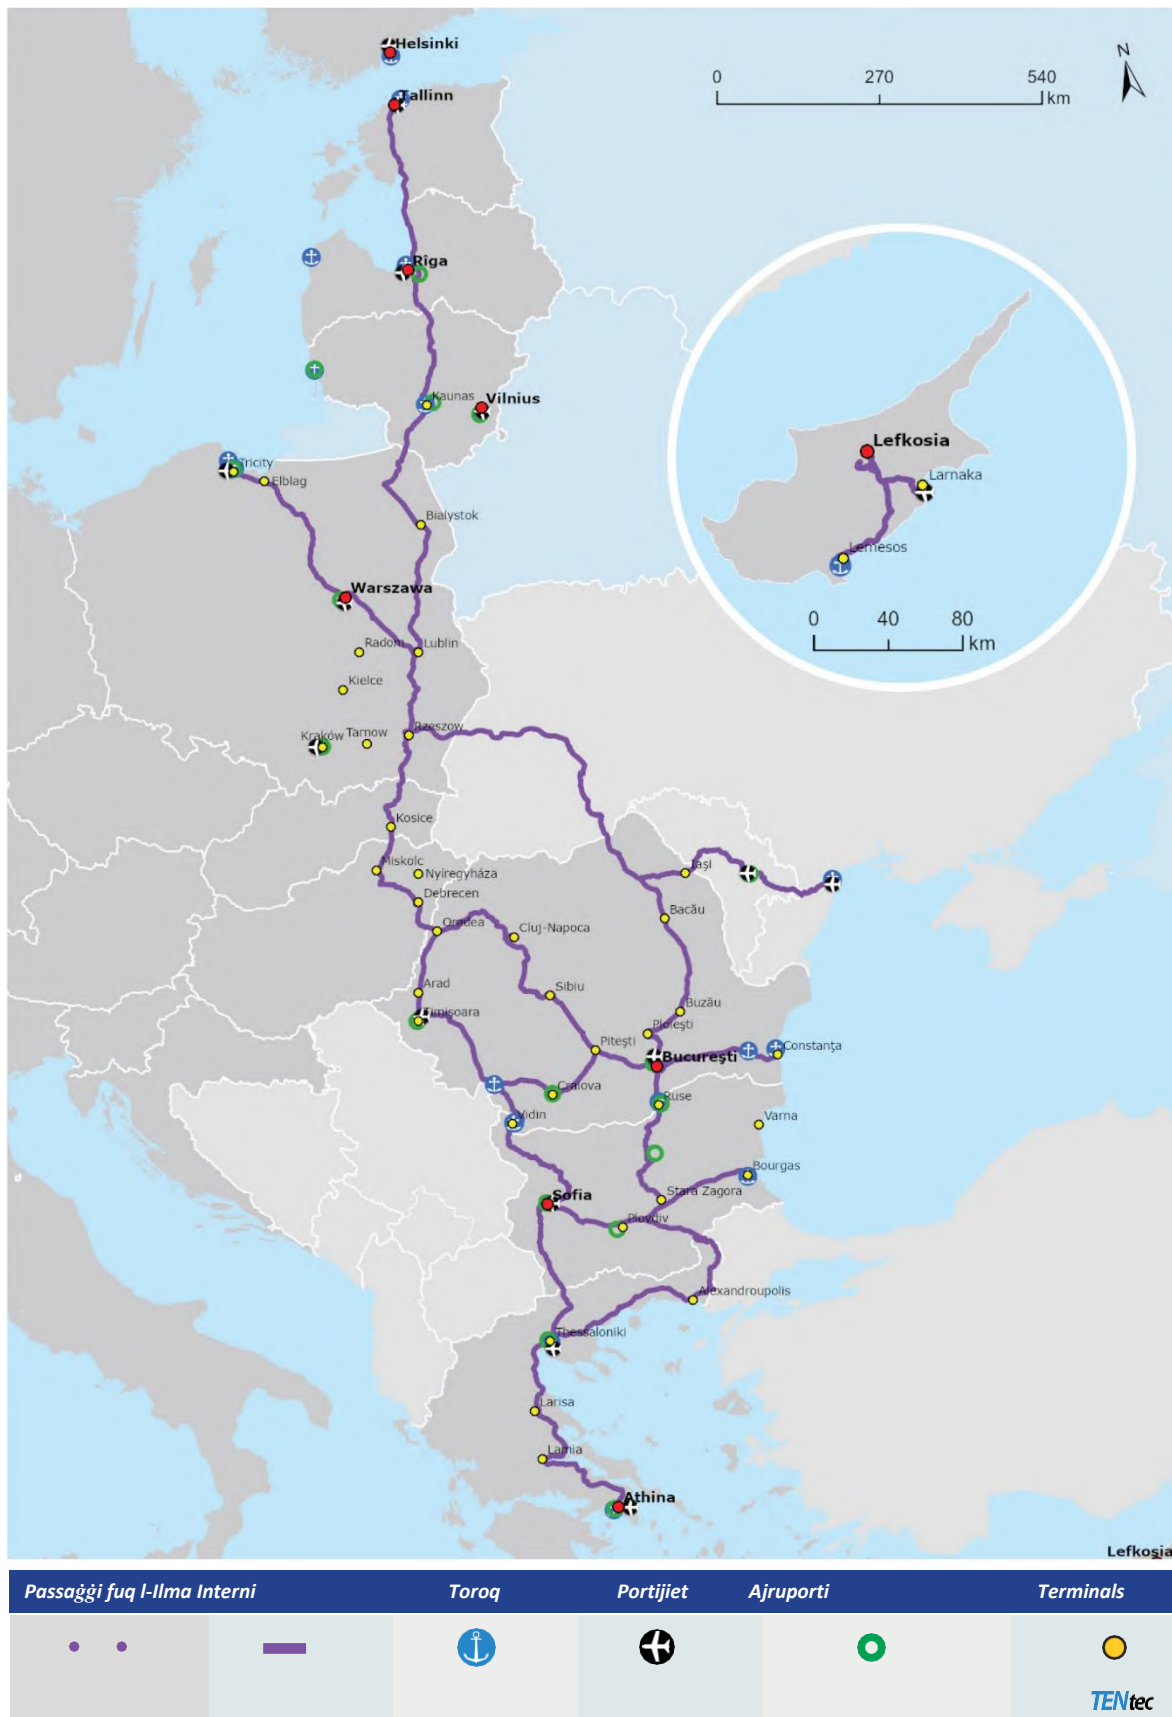 Helsinki
N
0 270 540
km
Tallinn
Rīga
Kaunas
Vilnius
Tricity
Elblag
Bialystok
Lefkosia
Larnaka
Lemesos
0 40 80
km
Warszawa
Radom
Lublin
Kielce
Rzeszow
Kraków
Tarnow
Kosice
Miskolc
Nyíregyháza
Iaşi
Debrecen
Bacău
Oradea
Cluj-Napoca
Arad
Sibiu
Buzău
Timişoara
Ploieşti
Piteşti
Bucureşti
Constanţa
Craiova
Ruse
Vidin
Varna
Bourgas
Sofia
Stara Zagora
Plovdiv
Alexandroupolis
Thessaloniki
Larisa
Lamia
Athina
Lefkosia
Passaġġi fuq l-Ilma Interni Toroq Portijiet Ajruporti Terminals
TENtec